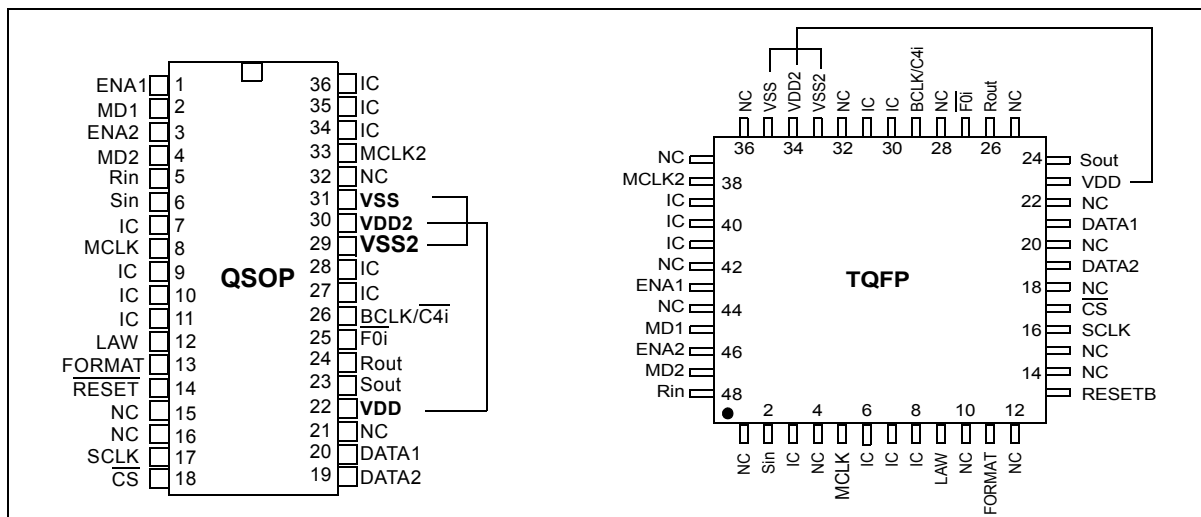 ENA1 1
MD1 2
ENA2 3
MD2 4
Rin 5
Sin 6
IC 7
MCLK 8
IC 9
IC 10
IC 11
LAW 12
FORMAT 13
RESET 14
NC 15
NC 16
SCLK 17
CS 18
QSOP
36 IC
35 IC
34 IC
33 MCLK2
32 NC
31 VSS
30 VDD2
29 VSS2
28 IC
27 IC
26 BCLK/C4i
25 F0i
24 Rout
23 Sout
22 VDD
21 NC
20 DATA1
19 DATA2
NC VSS VDD2 VSS2 NC IC IC BCLK/C4i NC F0i Rout NC
36 34 32 30 28 26
NC
MCLK2 38
IC
IC 40
IC
NC 42
ENA1
NC 44
MD1
ENA2 46
MD2
Rin 48
TQFP
24 Sout
VDD
22 NC
DATA1
20 NC
DATA2
18 NC
CS
16 SCLK
NC
14 NC
RESETB
2 4 6 8 10 12
NC Sin IC NC MCLK IC IC IC LAW NC FORMAT NC